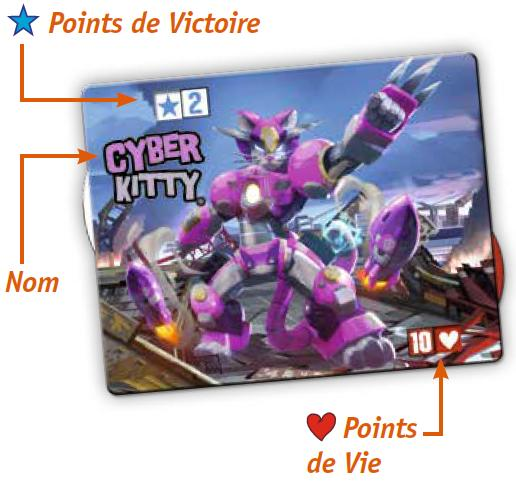 Points de Victoire
2
CYBER
KITTY
Nom
10
Points
de Vie